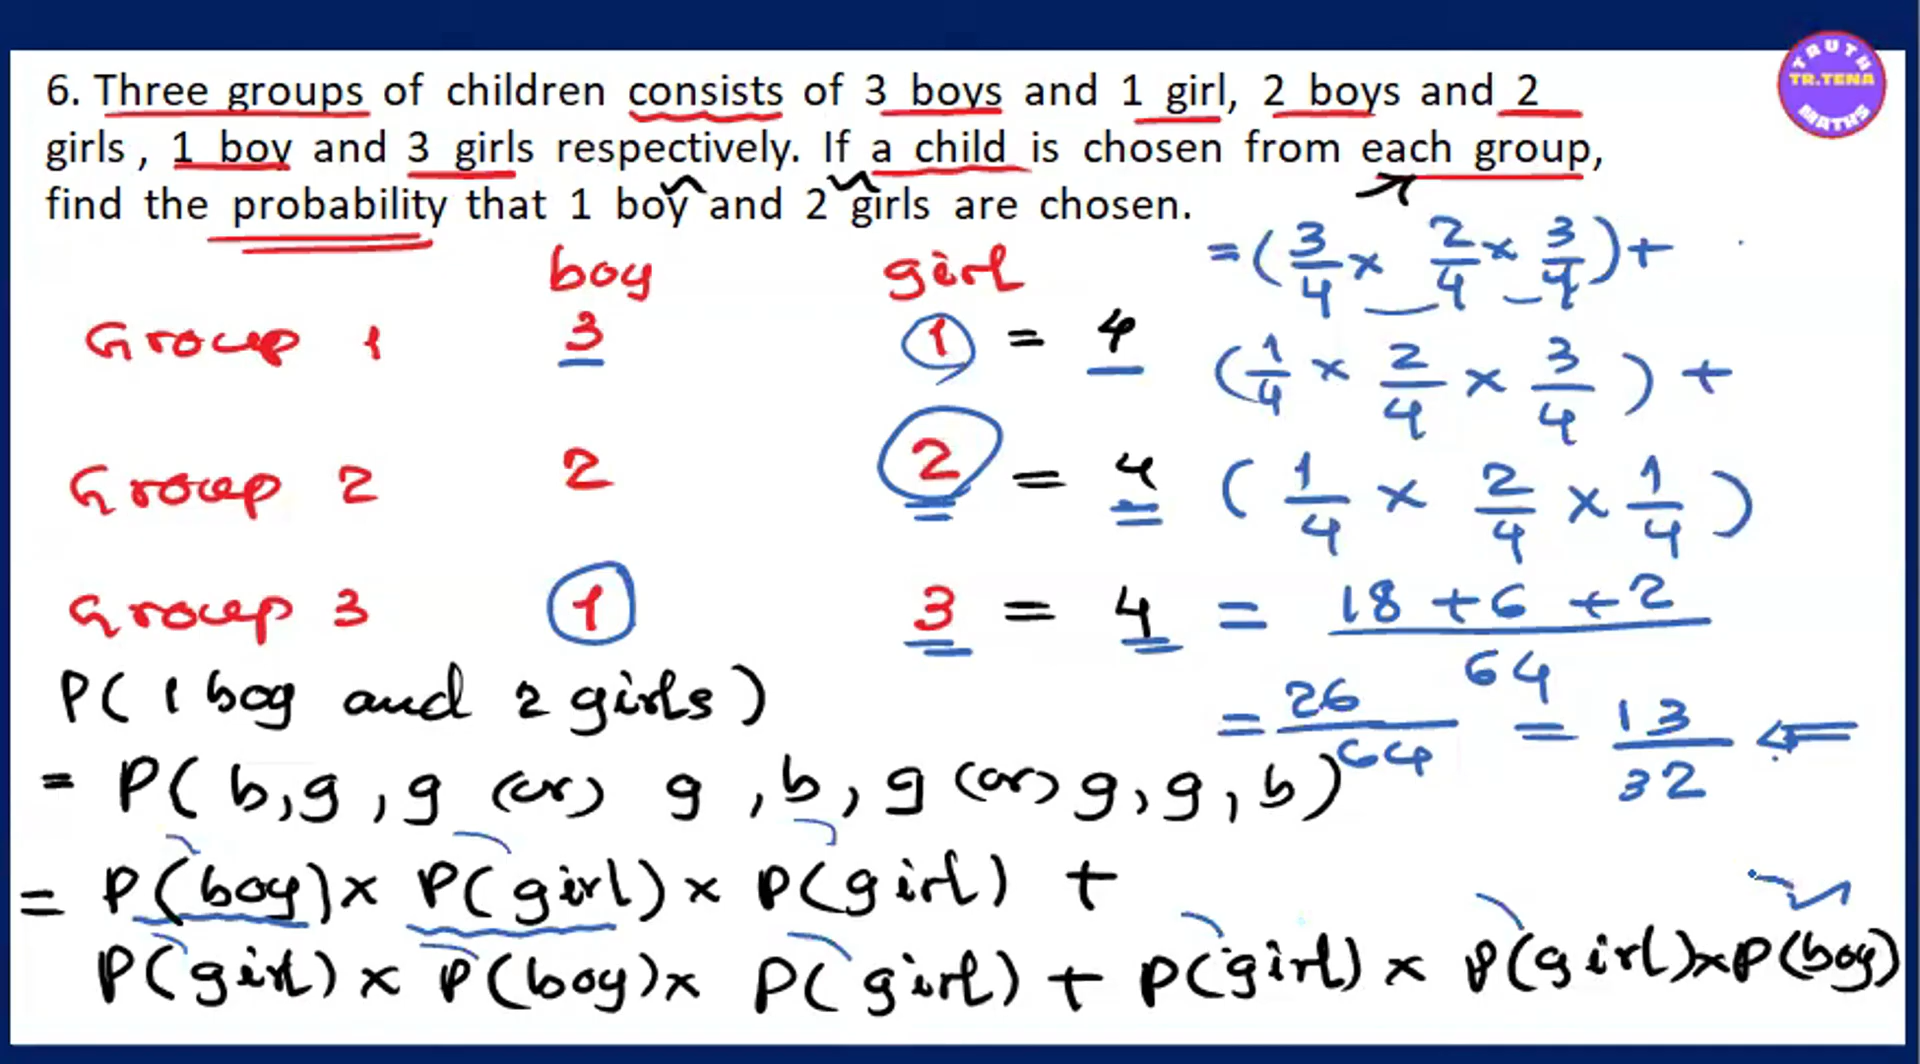 TRUTH
TR.TENA
MATHS
6. Three groups of children consists of 3 boys and 1 girl, 2 boys and 2
girls , 1 boy and 3 girls respectively. If a child is chosen from each group,
find the probability that 1 boy and 2 girls are chosen.
boy girl
Group 1 3 1 = 4
Group 2 2 2 = 4
Group 3 1 3 = 4
P( 1 boy and 2 girls )
= P( b, g , g (or) g , b , g (or) g , g , b )
= P(boy) x P(girl) x P(girl) +
P(girl) x P(boy) x P(girl) + P(girl) x P(girl) x P(boy)
= ( 3/4 x 2/4 x 3/4 ) +
( 1/4 x 2/4 x 3/4 ) +
( 1/4 x 2/4 x 1/4 )
= 18 + 6 + 2 / 64
= 26/64 = 13/32